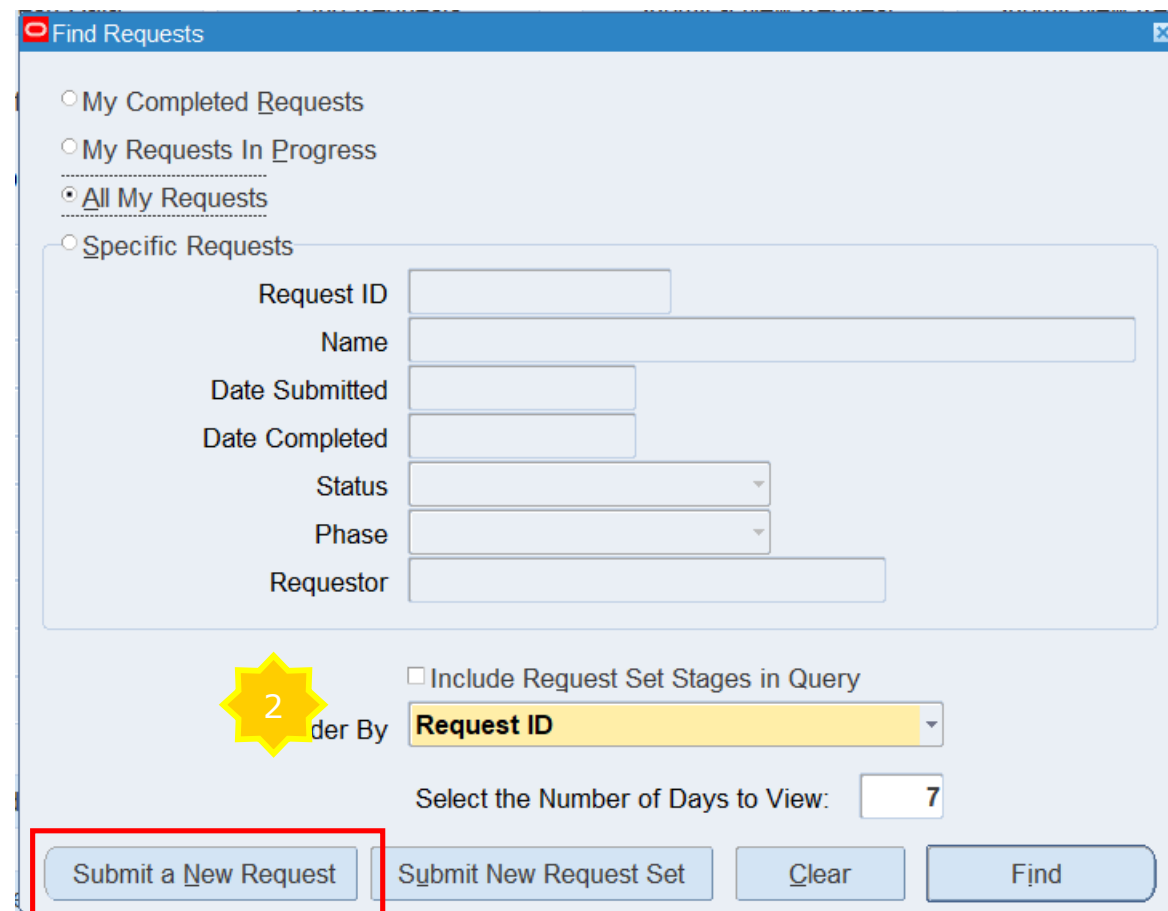 Find Requests
My Completed Requests
My Requests In Progress
All My Requests
Specific Requests
Request ID
Name
Date Submitted
Date Completed
Status
Phase
Requestor
Include Request Set Stages in Query
2
der By Request ID
Select the Number of Days to View: 7
Submit a New Request Submit New Request Set Clear Find